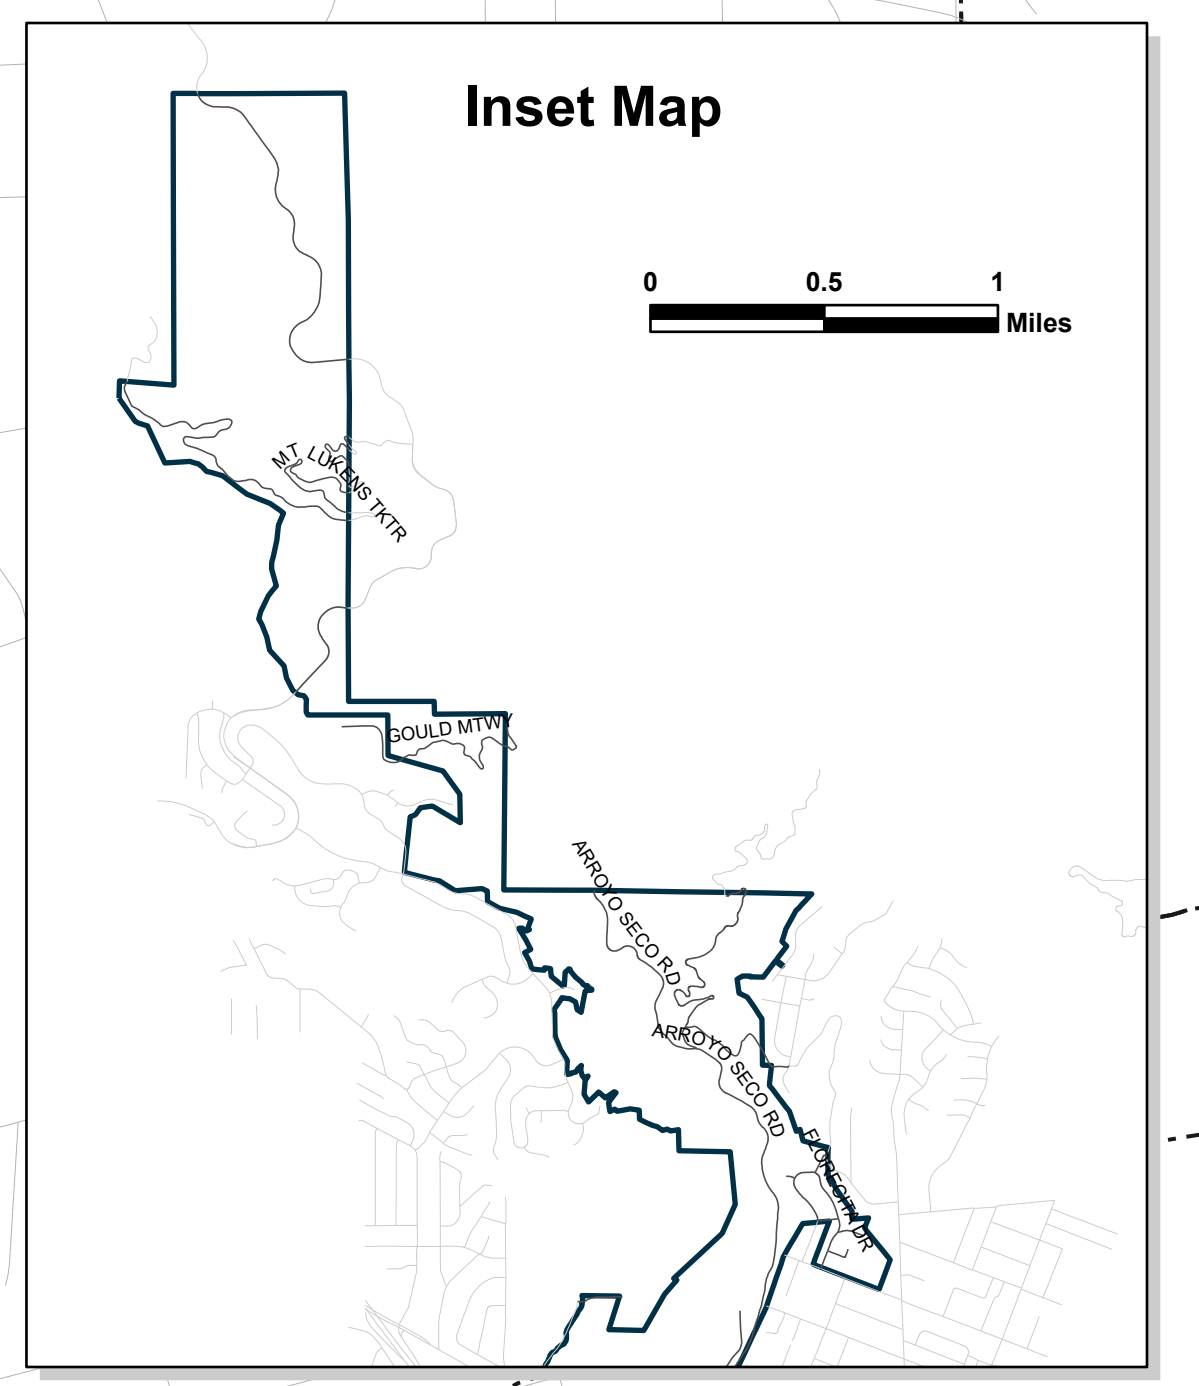 Inset Map
0 0.5 1
Miles
MT LUKENS TKTR
GOULD MTWY
ARROYO SECO RD
ARROYO SECO RD
FLORECITA DR